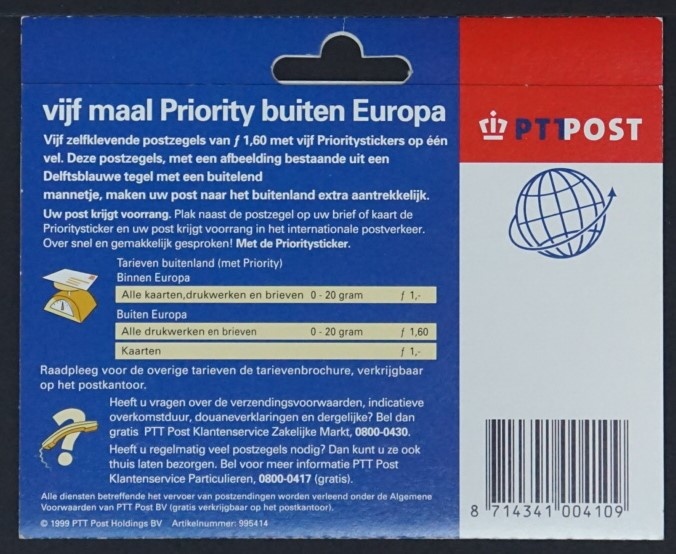 vijf maal Priority buiten Europa
Vijf zelfklevende postzegels van ƒ 1,60 met vijf Prioritystickers op één
vel. Deze postzegels, met een afbeelding bestaande uit een
Delftsblauwe tegel met een buitelend
mannetje, maken uw post naar het buitenland extra aantrekkelijk.
Uw post krijgt voorrang. Plak naast de postzegel op uw brief of kaart de
Prioritysticker en uw post krijgt voorrang in het internationale postverkeer.
Over snel en gemakkelijk gesproken! Met de Prioritysticker.
Tarieven buitenland (met Priority)
Binnen Europa
Alle kaarten,drukwerken en brieven 0 - 20 gram ƒ 1,-
Buiten Europa
Alle drukwerken en brieven 0 - 20 gram ƒ 1,60
Kaarten ƒ 1,-
Raadpleeg voor de overige tarieven de tarievenbrochure, verkrijgbaar
op het postkantoor.
Heeft u vragen over de verzendingsvoorwaarden, indicatieve
overkomstduur, douaneverklaringen en dergelijke? Bel dan
gratis PTT Post Klantenservice Zakelijke Markt, 0800-0430.
Heeft u regelmatig veel postzegels nodig? Dan kunt u ze ook
thuis laten bezorgen. Bel voor meer informatie PTT Post
Klantenservice Particulieren, 0800-0417 (gratis).
Alle diensten betreffende het vervoer van postzendingen worden verleend onder de Algemene
Voorwaarden van PTT Post BV (gratis verkrijgbaar op het postkantoor).
© 1999 PTT Post Holdings BV Artikelnummer: 995414
PTT POST
8 714341 004109